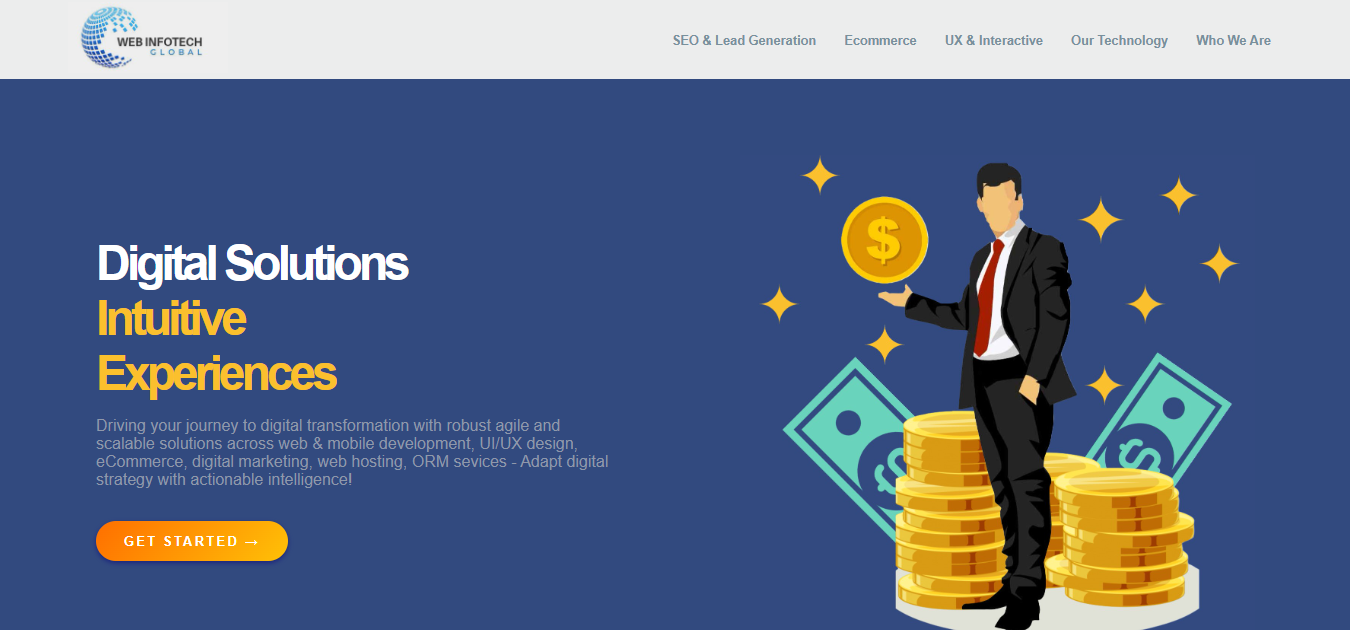 WEB INFOTECH
GLOBAL
SEO & Lead Generation
Ecommerce
UX & Interactive
Our Technology
Who We Are
Digital Solutions
Intuitive
Experiences
Driving your journey to digital transformation with robust agile and
scalable solutions across web & mobile development, UI/UX design,
eCommerce, digital marketing, web hosting, ORM sevices - Adapt digital
strategy with actionable intelligence!
GET STARTED →
$
$
$